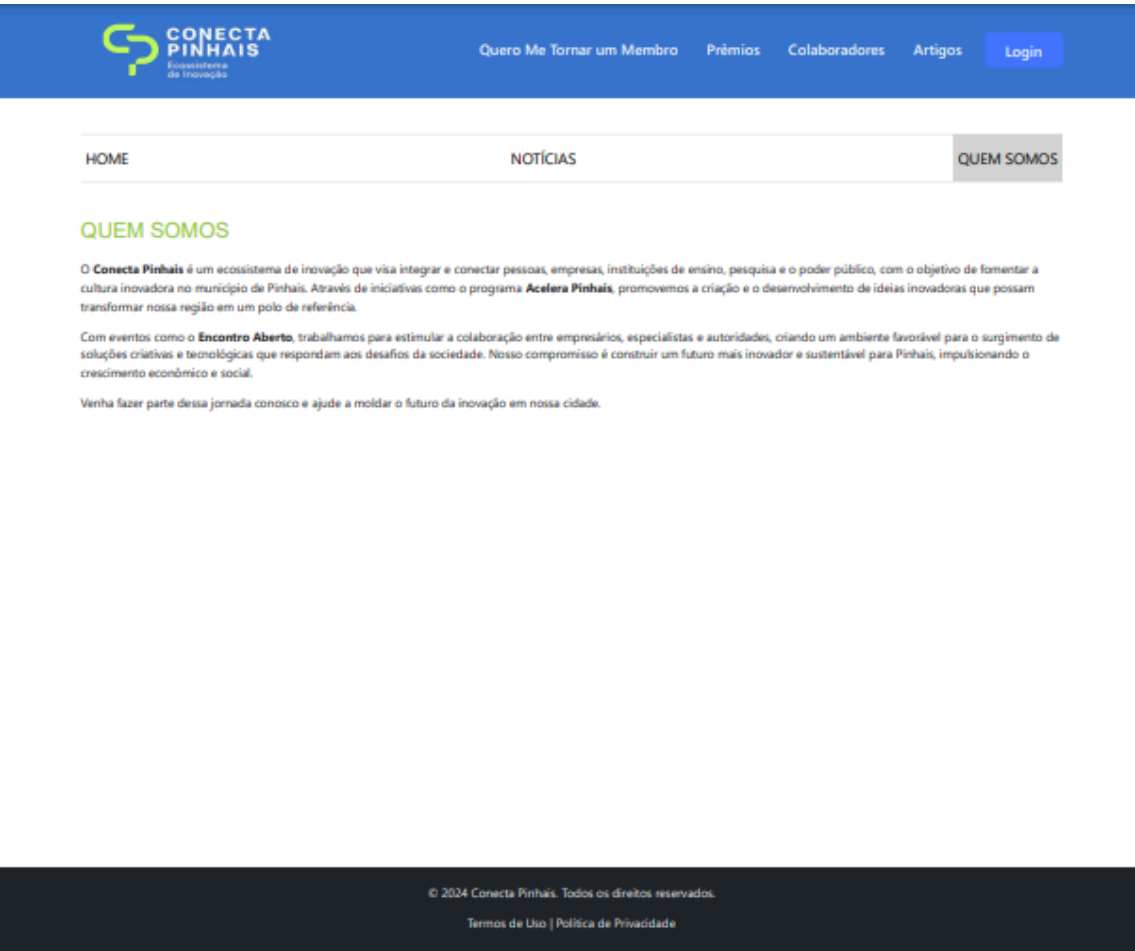 CONECTA
PINHAIS
Ecossistema
de Inovação
Quero Me Tornar um Membro Prêmios Colaboradores Artigos Login
HOME NOTÍCIAS QUEM SOMOS
QUEM SOMOS
O Conecta Pinhais é um ecossistema de inovação que visa integrar e conectar pessoas, empresas, instituições de ensino, pesquisa e o poder público, com o objetivo de fomentar a
cultura inovadora no município de Pinhais. Através de iniciativas como o programa Acelera Pinhais, promovemos a criação e o desenvolvimento de ideias inovadoras que possam
transformar nossa região em um polo de referência.
Com eventos como o Encontro Aberto, trabalhamos para estimular a colaboração entre empresários, especialistas e autoridades, criando um ambiente favorável para o surgimento de
soluções criativas e tecnológicas que respondam aos desafios da sociedade. Nosso compromisso é construir um futuro mais inovador e sustentável para Pinhais, impulsionando o
crescimento econômico e social.
Venha fazer parte dessa jornada conosco e ajude a moldar o futuro da inovação em nossa cidade.
© 2024 Conecta Pinhais. Todos os direitos reservados.
Termos de Uso | Política de Privacidade